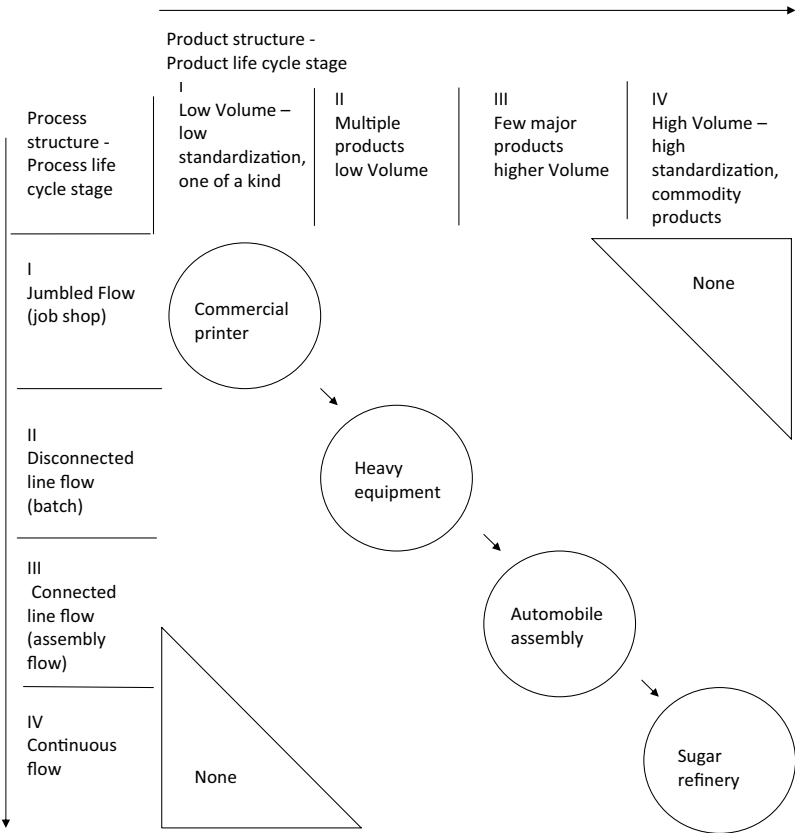 Product structure -
Product life cycle stage
Process
structure -
Process life
cycle stage
I
Low Volume –
low
standardization,
one of a kind
II
Multiple
products
low Volume
III
Few major
products
higher Volume
IV
High Volume –
high
standardization,
commodity
products
I
Jumbled Flow
(job shop)
Commercial
printer
None
II
Disconnected
line flow
(batch)
Heavy
equipment
III
Connected
line flow
(assembly
flow)
Automobile
assembly
IV
Continuous
flow
None
Sugar
refinery